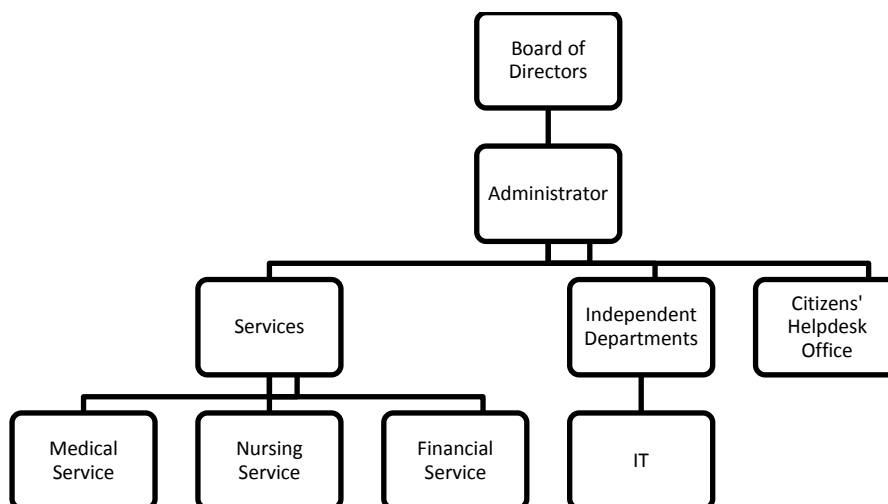 Board of
Directors
Administrator
Services
Independent
Departments
Citizens'
Helpdesk
Office
Medical
Service
Nursing
Service
Financial
Service
IT